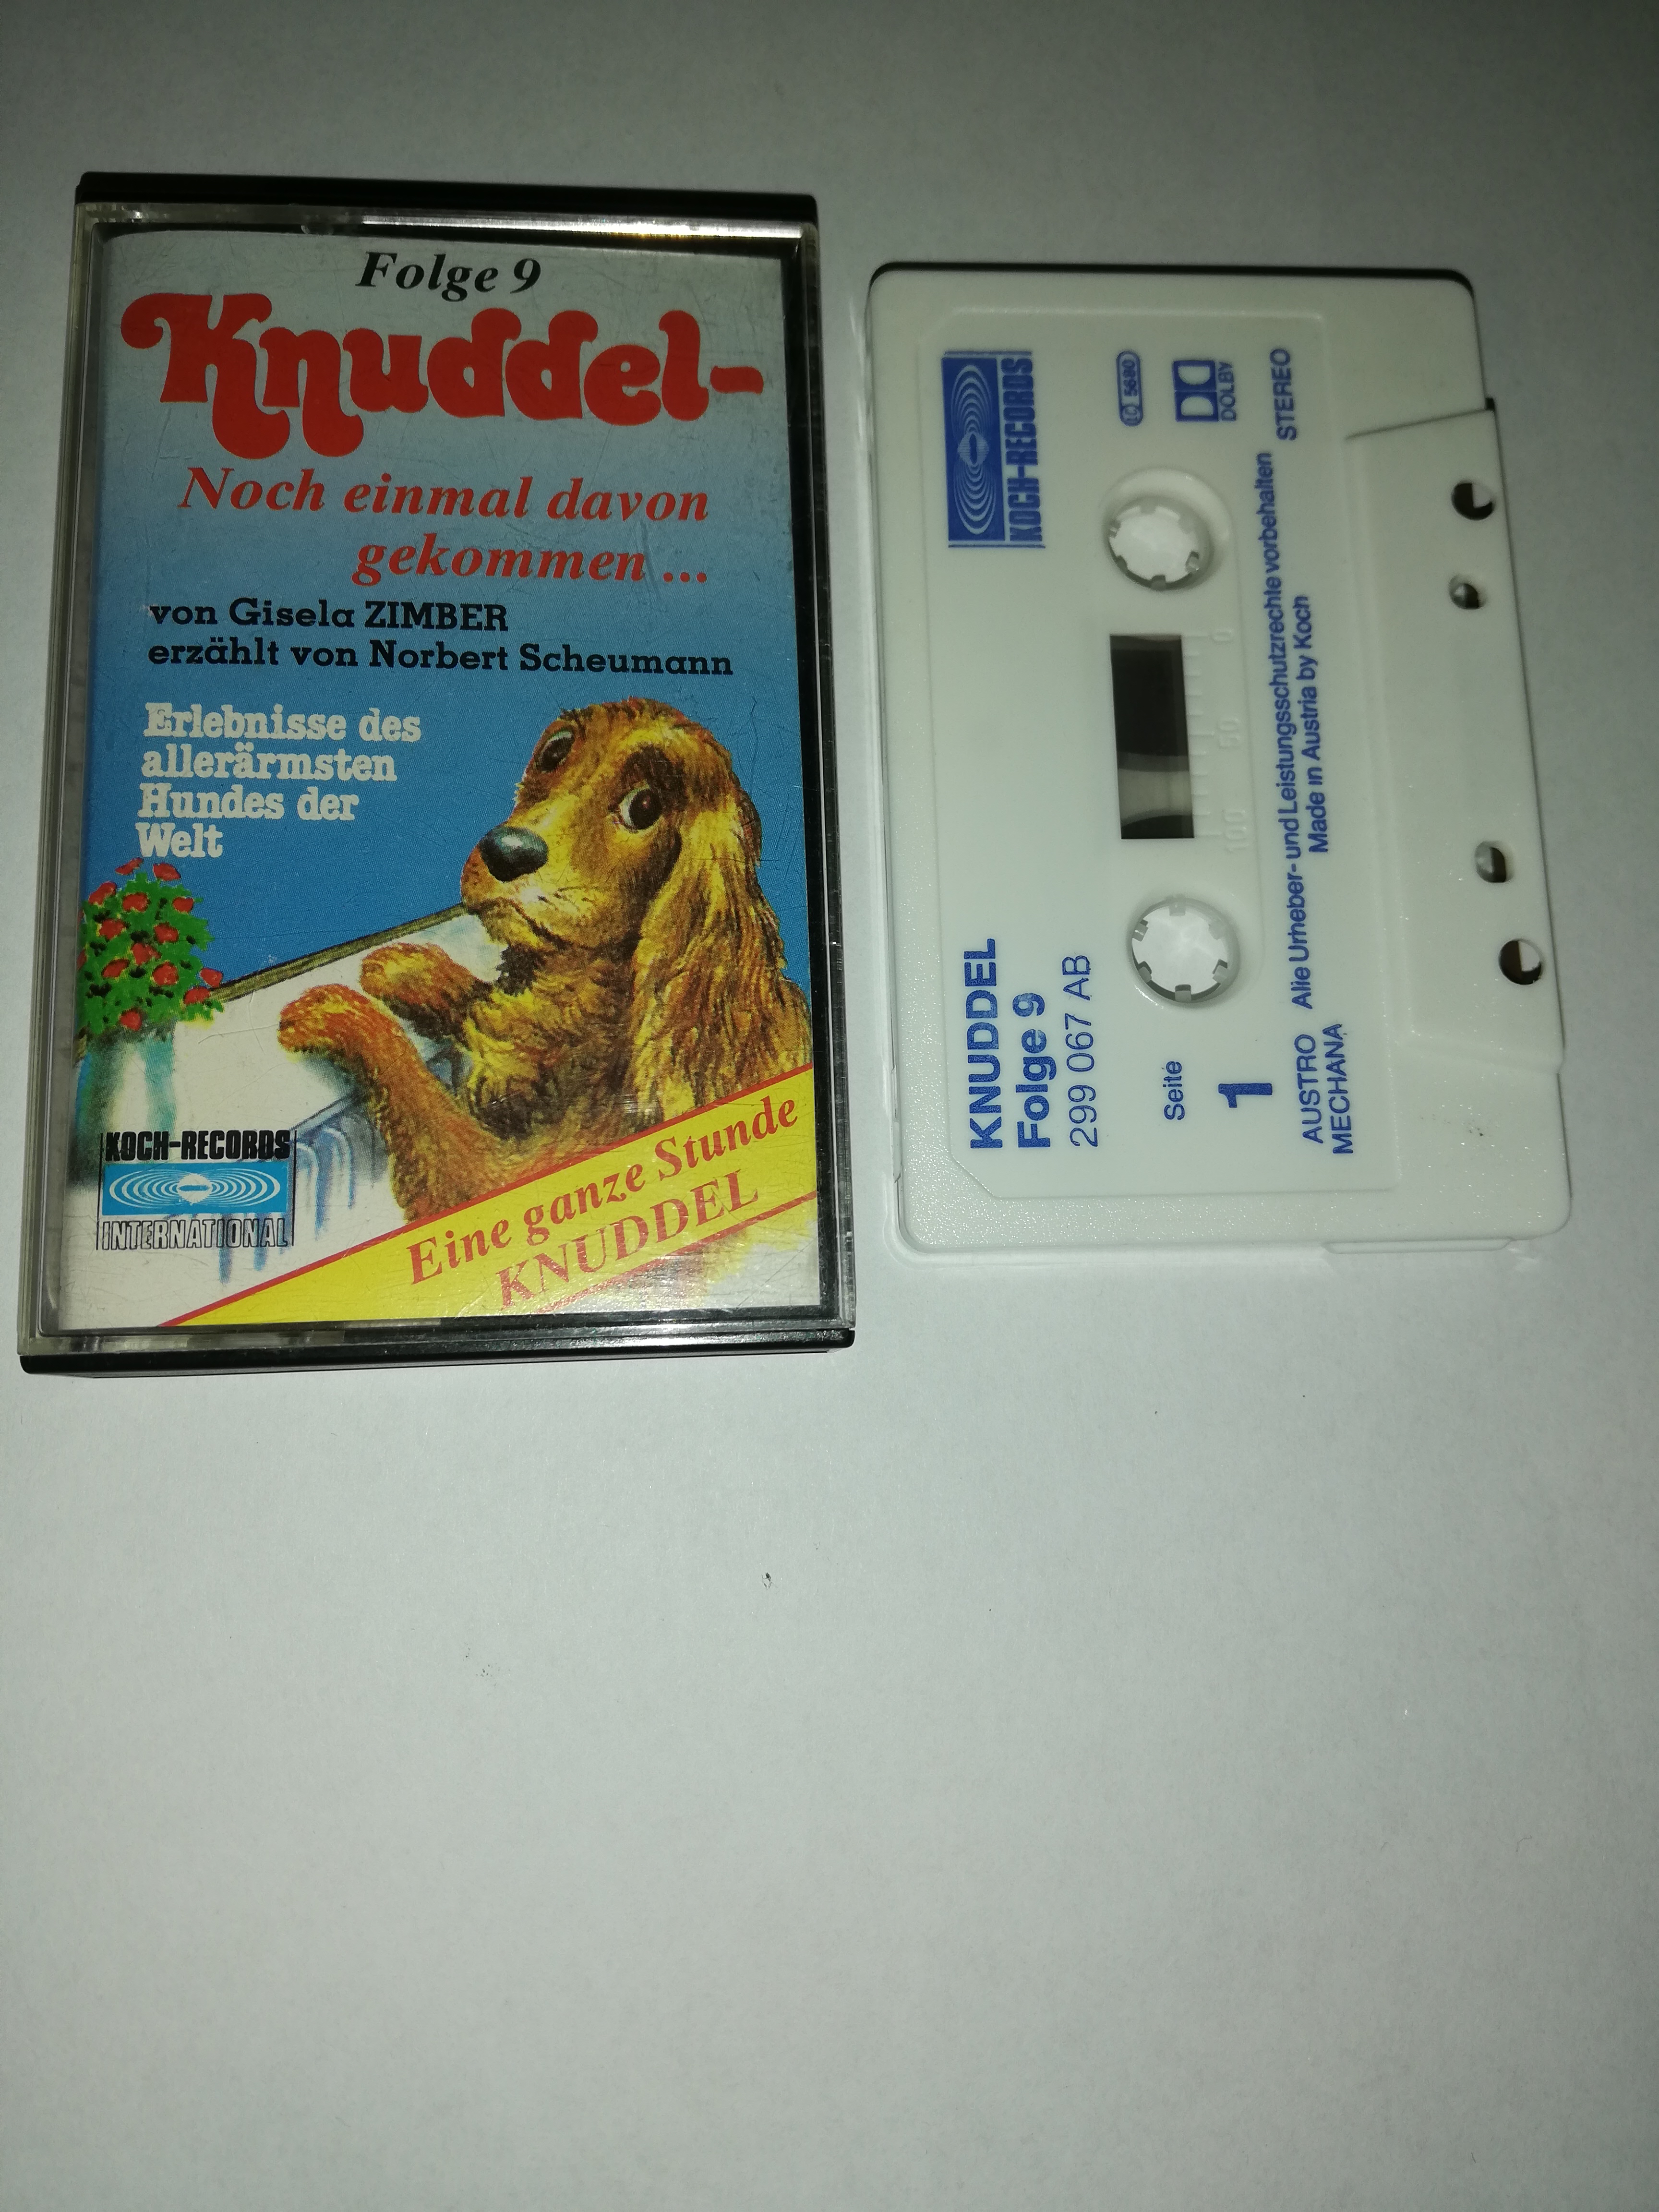 Folge 9
Knuddel-
Noch einmal davon
gekommen ...
von Gisela ZIMBER
erzählt von Norbert Scheumann
Erlebnisse des
allerärmsten
Hundes der
Welt
KOCH-RECORDS
INTERNATIONAL
Eine ganze Stunde
KNUDDEL
KNUDDEL
Folge 9
299 067 AB
KOCH-RECORDS
LC 5680
DOLBY
STEREO
Seite
1
100 50 0
AUSTRO
MECHANA
Alle Urheber- und Leistungsschutzrechte vorbehalten
Made in Austria by Koch